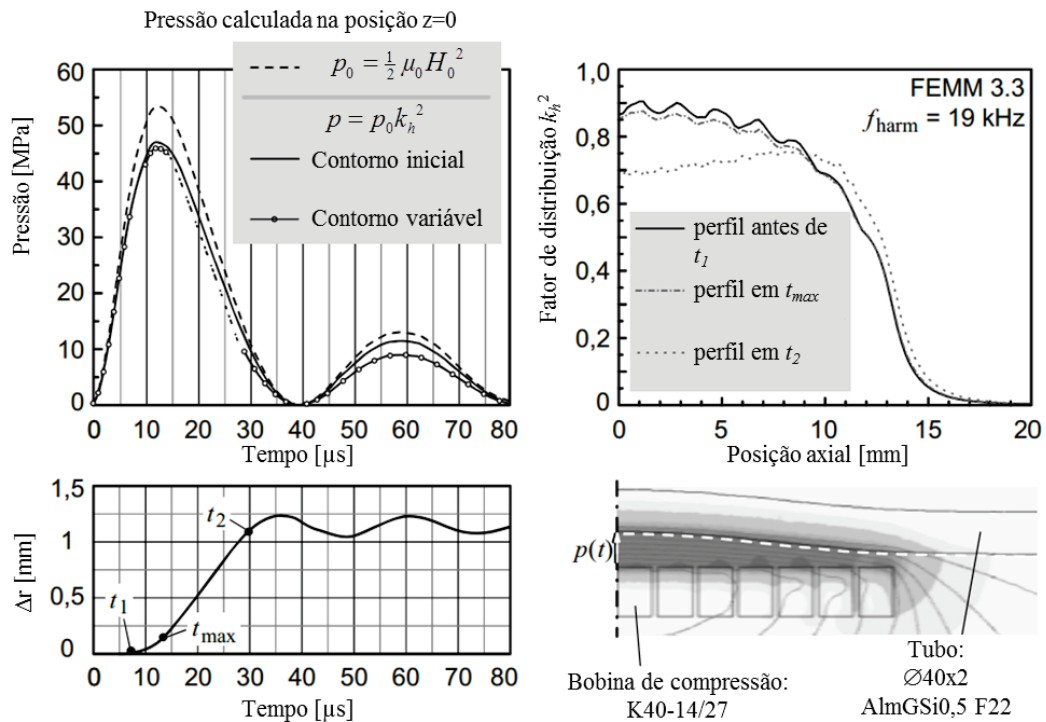 Pressão calculada na posição z=0
p₀ = ½ μ₀ H₀²
p = p₀ kₕ²
Contorno inicial
Contorno variável
Pressão [MPa]
60
50
40
30
20
10
0
0 10 20 30 40 50 60 70 80
Tempo [µs]
Fator de distribuição kₕ²
1,0
0,8
0,6
0,4
0,2
0
FEMM 3.3
f_harm = 19 kHz
perfil antes de
t₁
perfil em t_max
perfil em t₂
0 5 10 20
Posição axial [mm]
Δr [mm]
1,5
1
0,5
0
t₁
t_max
t₂
0 10 20 30 40 50 60 70 80
Tempo [µs]
p(t)
Bobina de compressão:
K40-14/27
Tubo:
∅40x2
AlmGSi0,5 F22